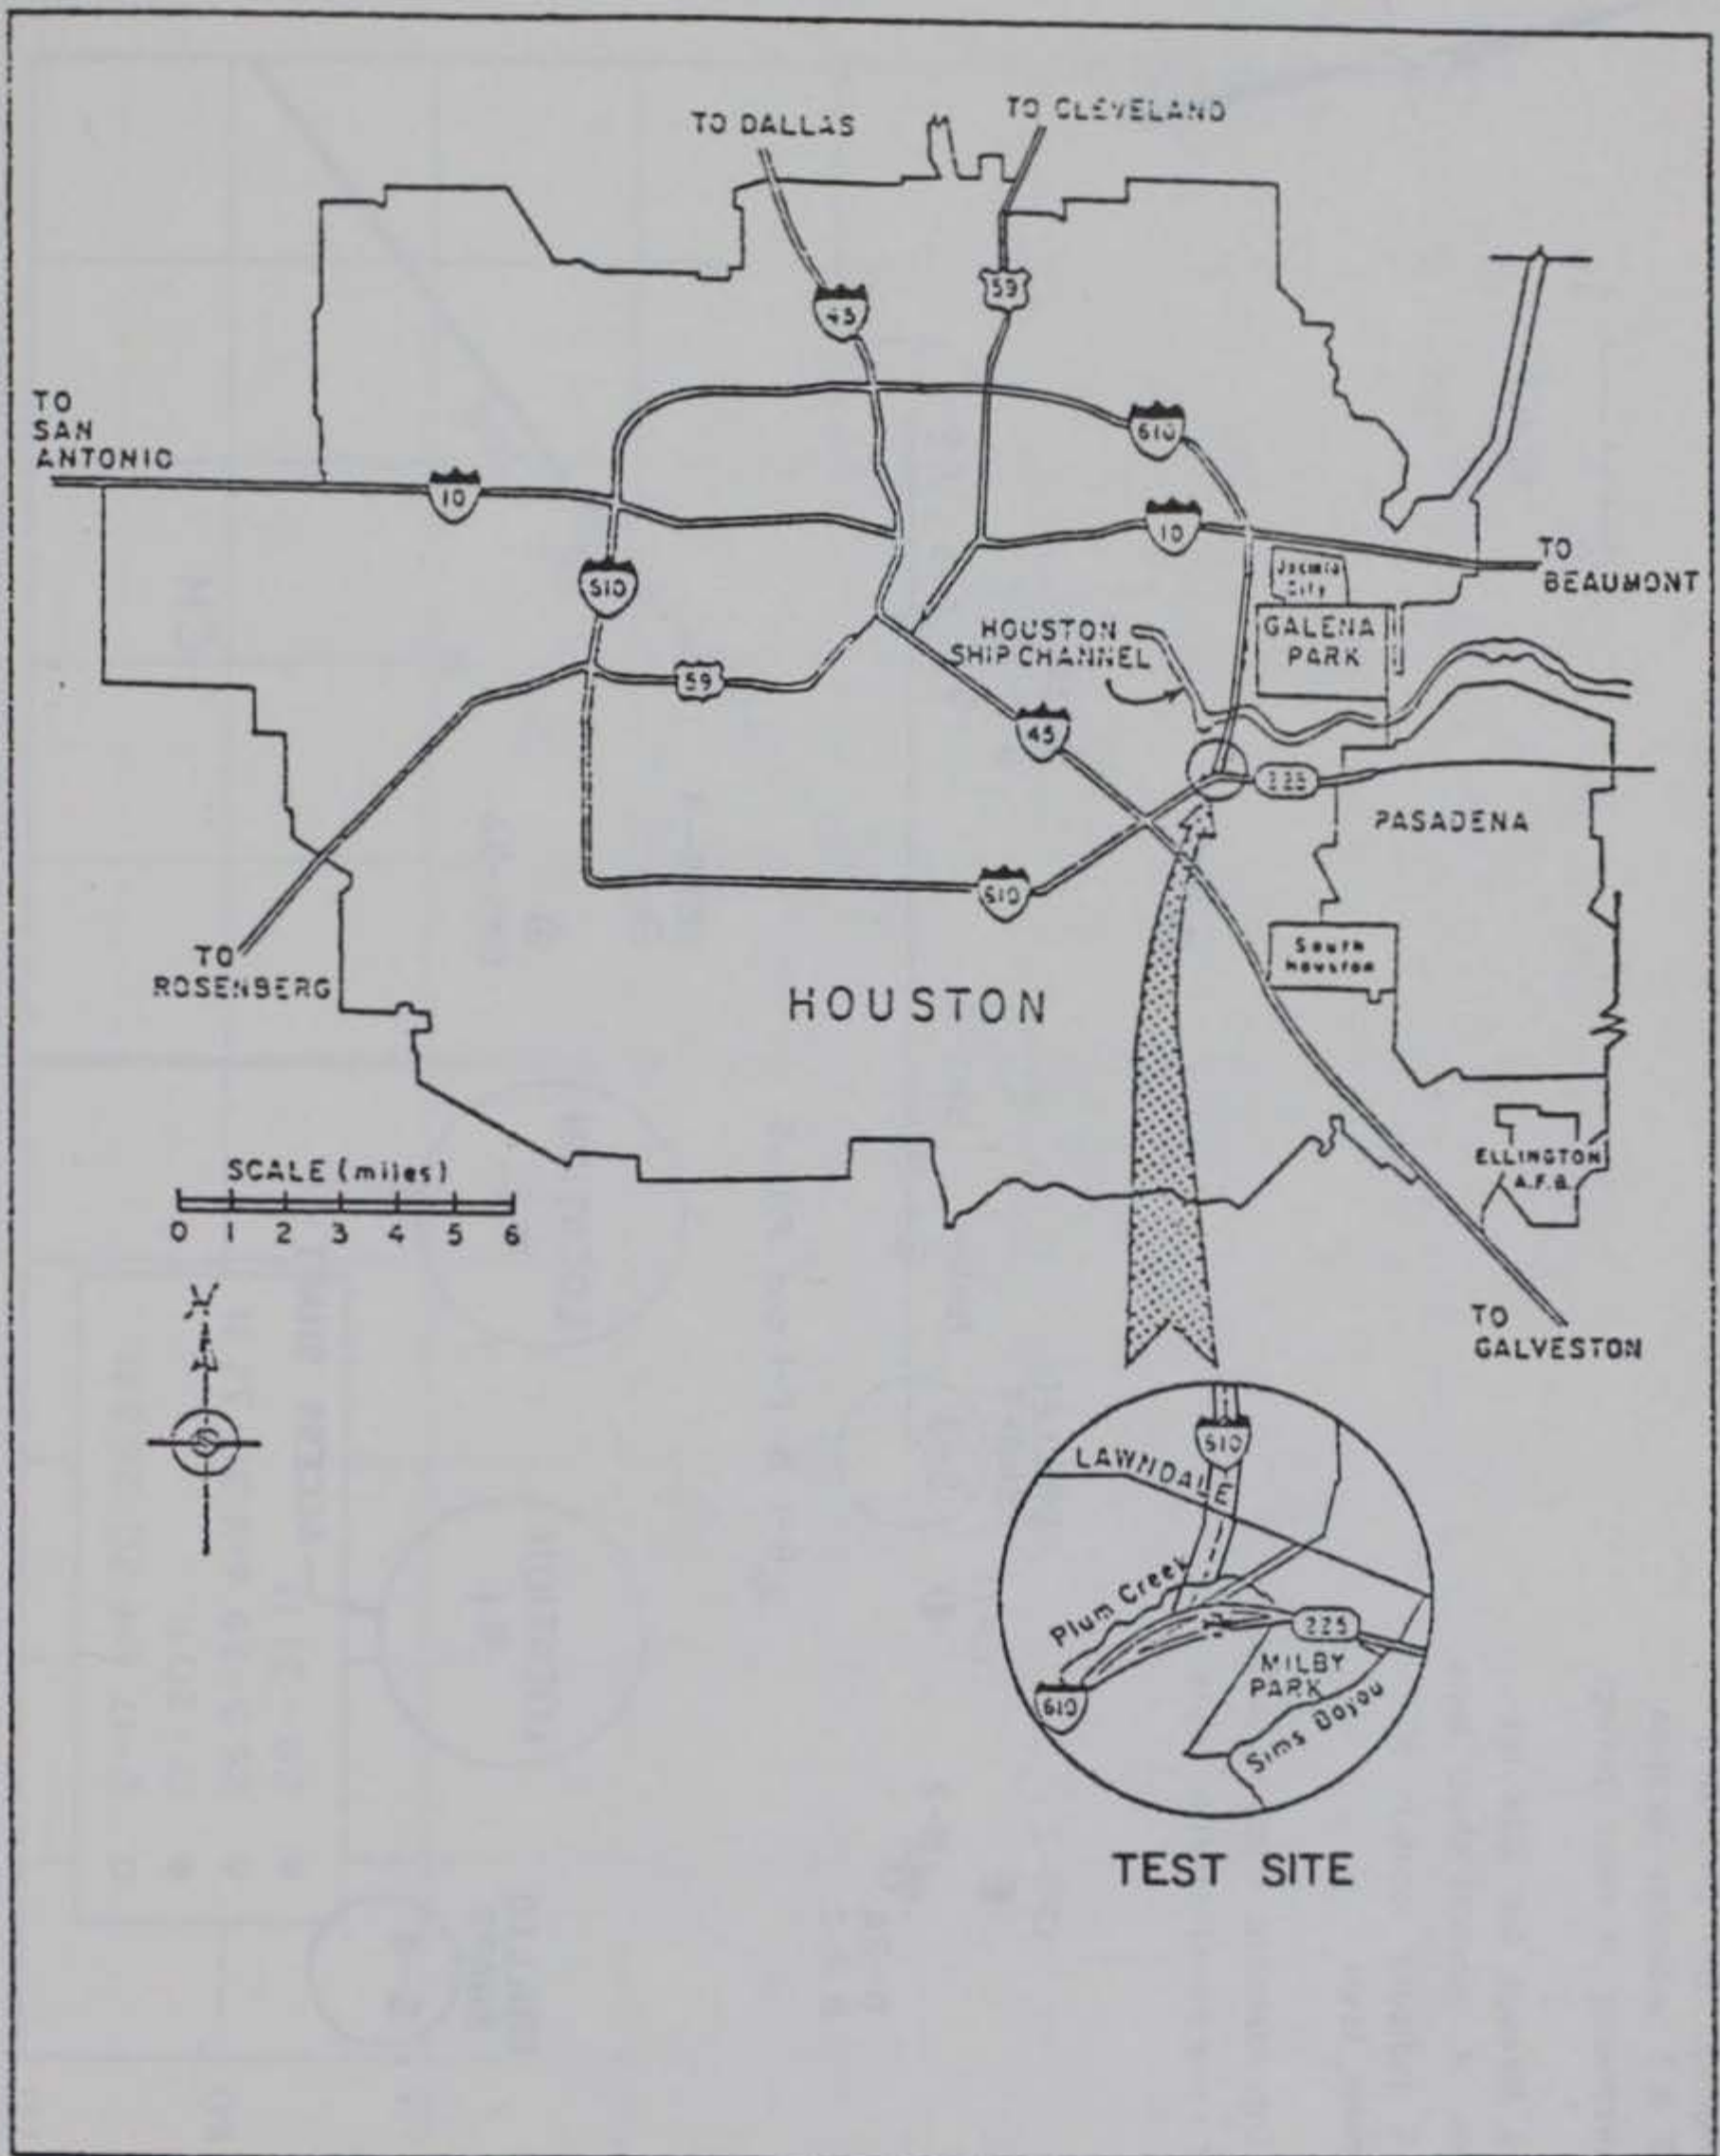 TO DALLAS
TO CLEVELAND
59
45
TO
SAN
ANTONIO
610
10
10
TO
BEAUMONT
610
Jacinto
City
HOUSTON
SHIP CHANNEL
GALENA
PARK
59
45
225
PASADENA
610
TO
ROSENBERG
South
Houston
HOUSTON
ELLINGTON
A.F.B.
SCALE (miles)
0 1 2 3 4 5 6
TO
GALVESTON
610
LAWNDALE
Plum Creek
225
MILBY
PARK
610
Sims Bayou
TEST SITE